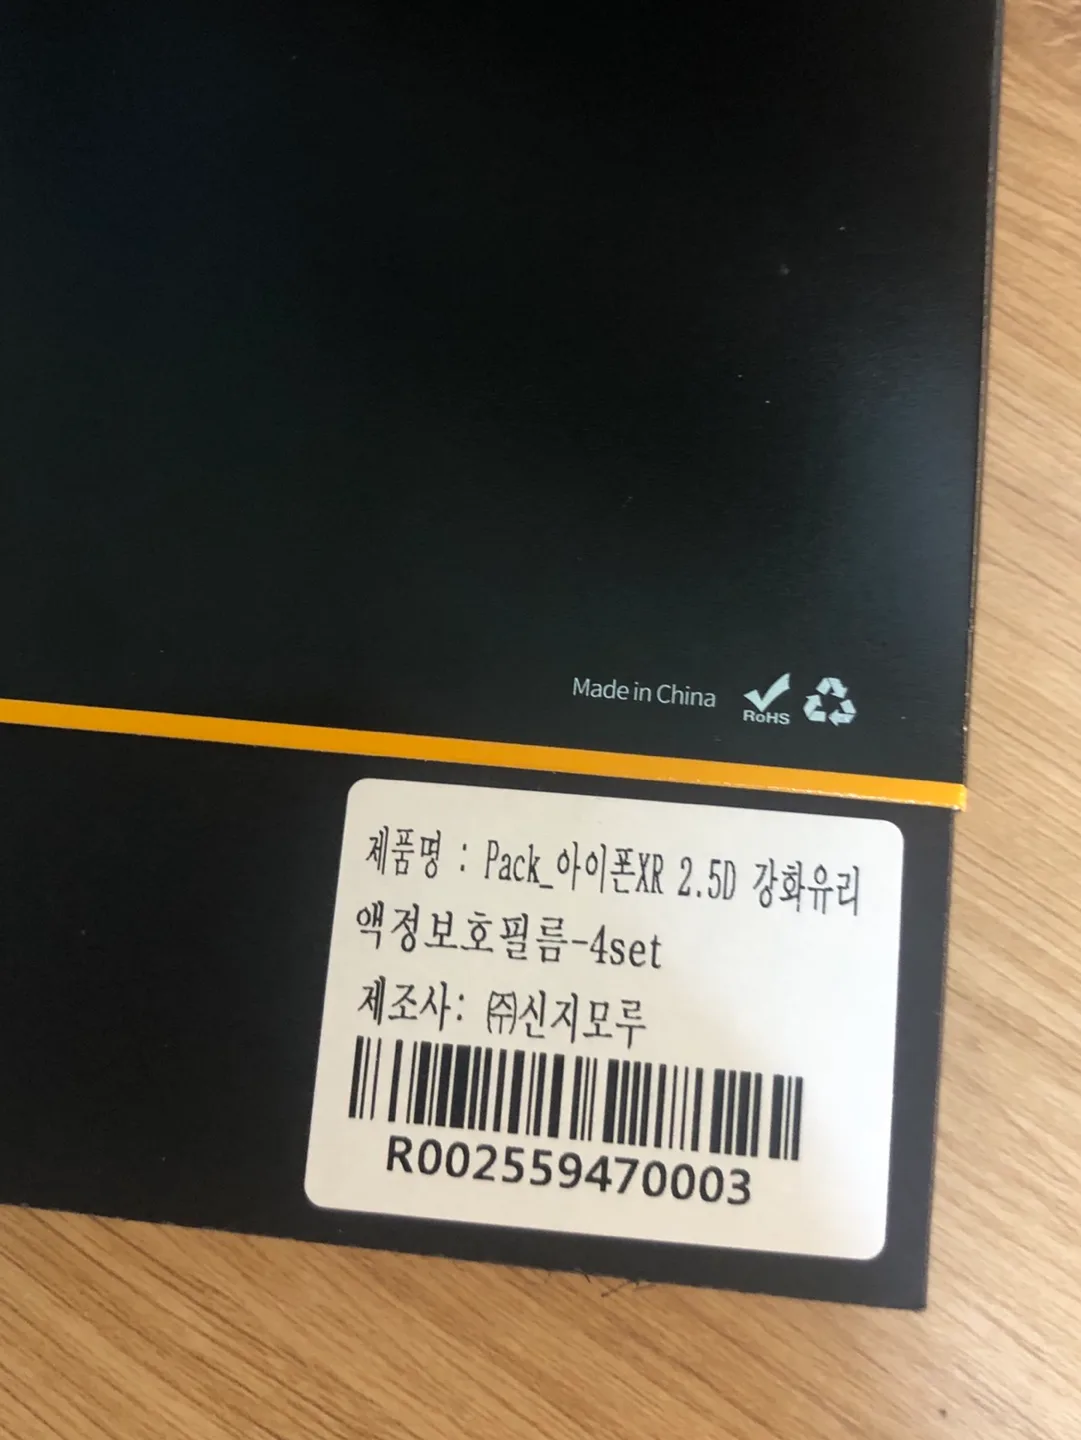 Made in China
RoHS
제품명 : Pack_아이폰XR 2.5D 강화유리
액정보호필름-4set
제조사: ㈜신지모루
R002559470003